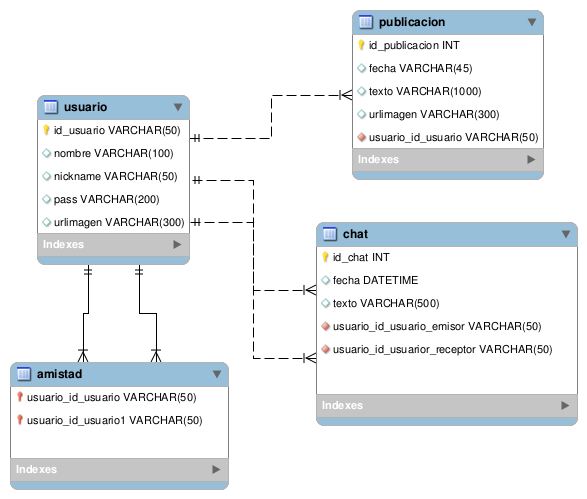 publicacion
id_publicacion INT
fecha VARCHAR(45)
texto VARCHAR(1000)
urlimagen VARCHAR(300)
usuario_id_usuario VARCHAR(50)
Indexes
usuario
id_usuario VARCHAR(50)
nombre VARCHAR(100)
nickname VARCHAR(50)
pass VARCHAR(200)
urlimagen VARCHAR(300)
Indexes
chat
id_chat INT
fecha DATETIME
texto VARCHAR(500)
usuario_id_usuario_emisor VARCHAR(50)
usuario_id_usuarior_receptor VARCHAR(50)
Indexes
amistad
usuario_id_usuario VARCHAR(50)
usuario_id_usuario1 VARCHAR(50)
Indexes